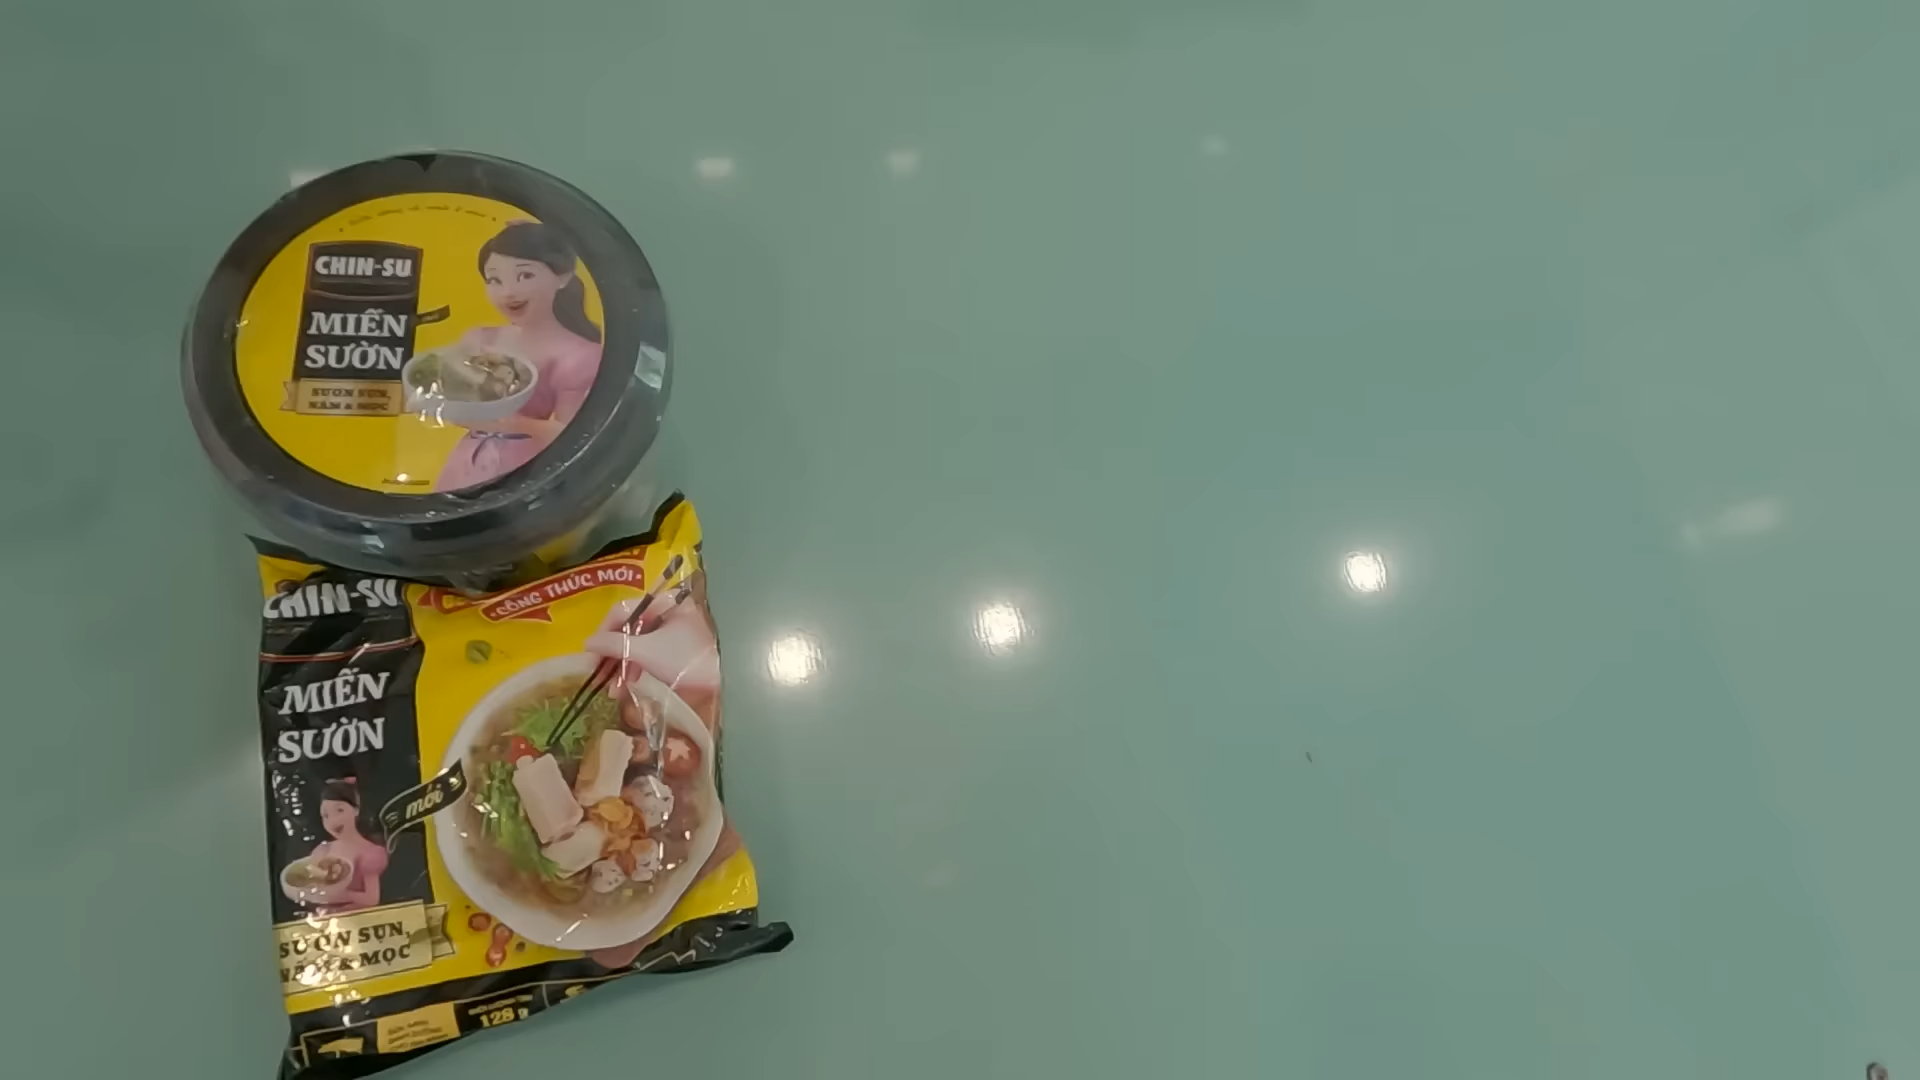 CHIN-SU
MIẾN
SƯỜN
SƯỜN SỤN,
NẤM & MỌC
CHIN-SU
CÔNG THỨC MỚI
MIẾN
SƯỜN
mới
SƯỜN SỤN,
NẤM & MỌC
128 g